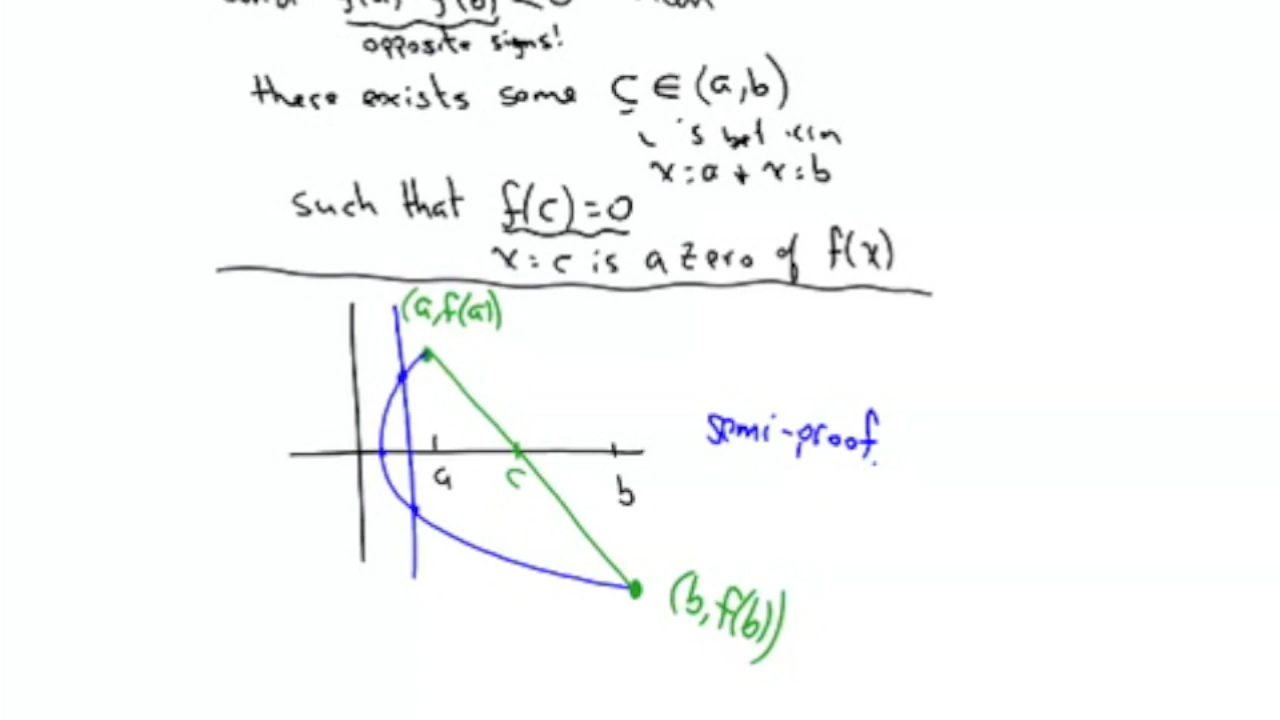 opposite signs!
there exists some c ∈ (a,b)
x=a + x=b
such that f(c)=0
x=c is a zero of f(x)
(a,f(a))
semi-proof.
a c b
(b,f(b))